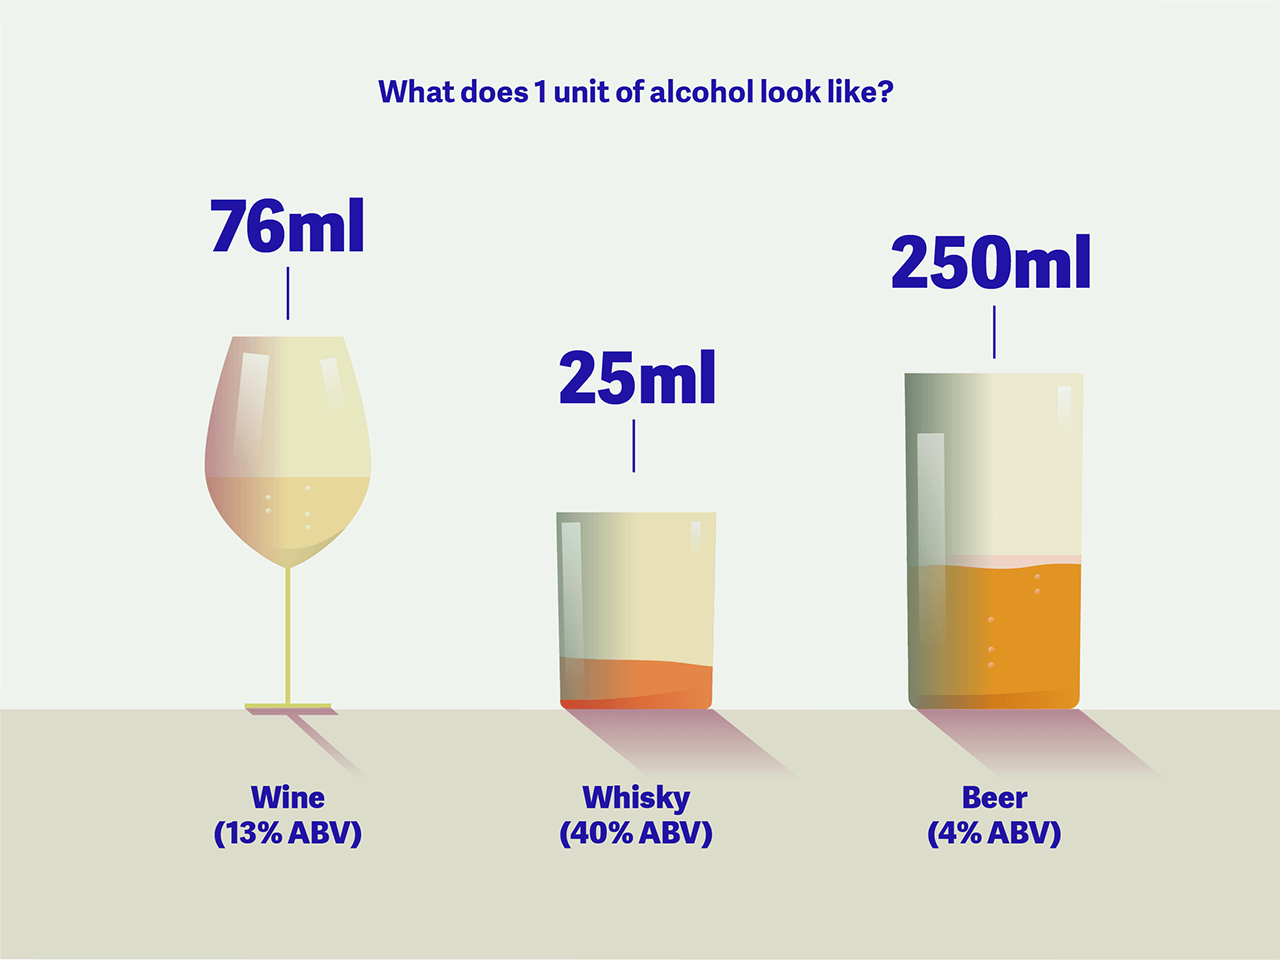 What does 1 unit of alcohol look like?
76ml
25ml
250ml
Wine
(13% ABV)
Whisky
(40% ABV)
Beer
(4% ABV)